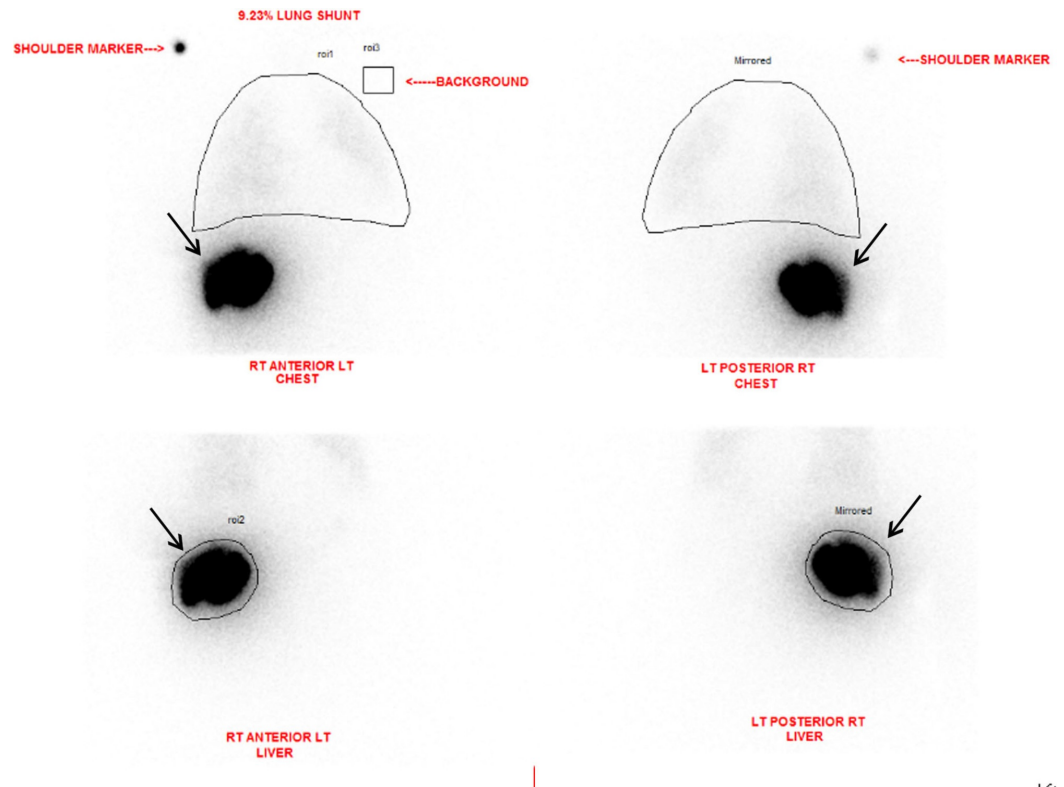 9.23% LUNG SHUNT
SHOULDER MARKER--->
roi1
roi3
<-----BACKGROUND
Mirrored
<----SHOULDER MARKER
RT ANTERIOR LT
CHEST
LT POSTERIOR RT
CHEST
roi2
Mirrored
RT ANTERIOR LT
LIVER
LT POSTERIOR RT
LIVER